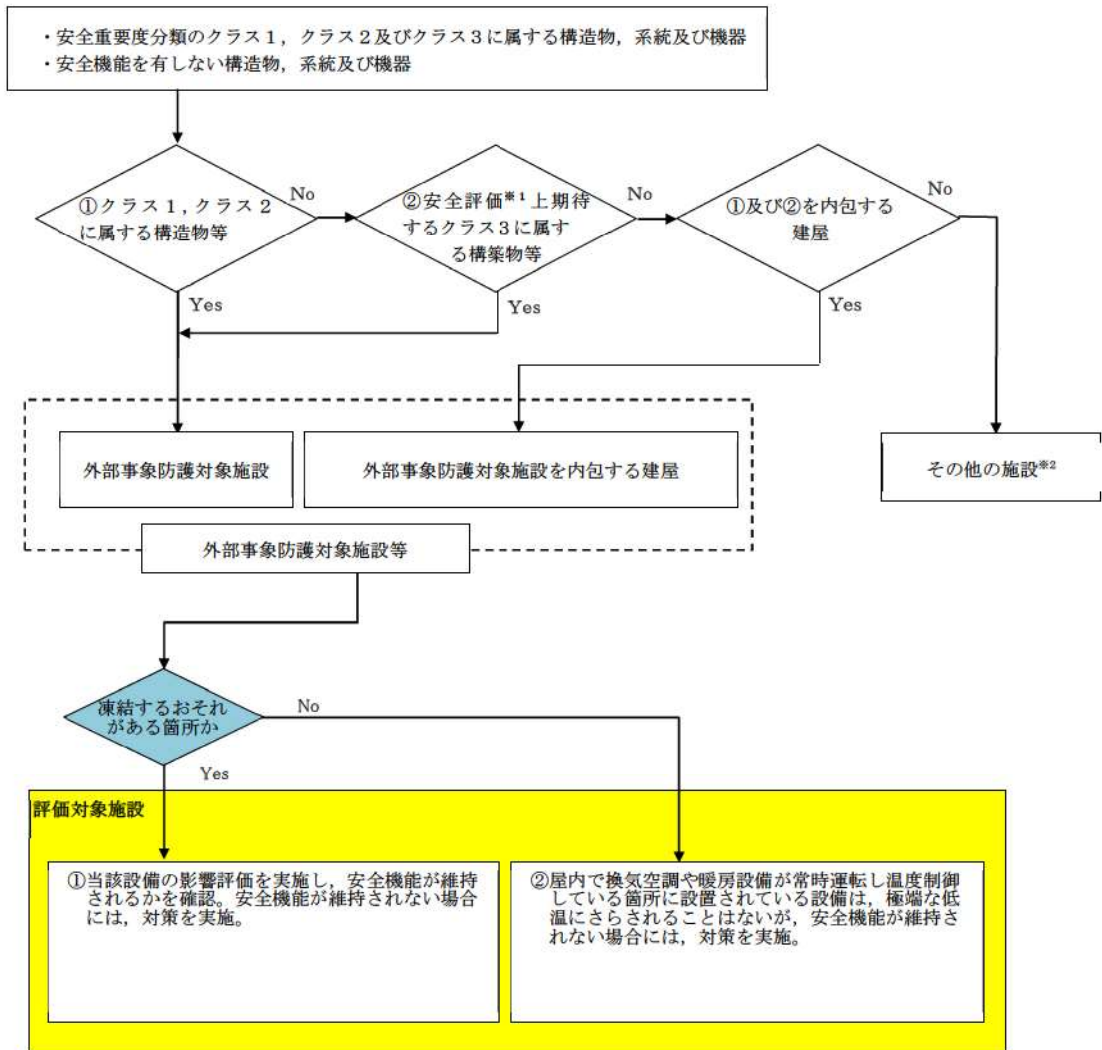 ・安全重要度分類のクラス1，クラス2及びクラス3に属する構造物，系統及び機器
・安全機能を有しない構造物，系統及び機器
①クラス1，クラス2
に属する構造物等
No
②安全評価※1上期待
するクラス3に属す
る構築物等
No
①及び②を内包する
建屋
No
Yes
Yes
Yes
外部事象防護対象施設
外部事象防護対象施設を内包する建屋
その他の施設※2
外部事象防護対象施設等
凍結するおそれ
がある箇所か
No
Yes
評価対象施設
①当該設備の影響評価を実施し，安全機能が維持
されるかを確認。安全機能が維持されない場合
には，対策を実施。
②屋内で換気空調や暖房設備が常時運転し温度制御
している箇所に設置されている設備は，極端な低
温にさらされることはないが，安全機能が維持さ
れない場合には，対策を実施。